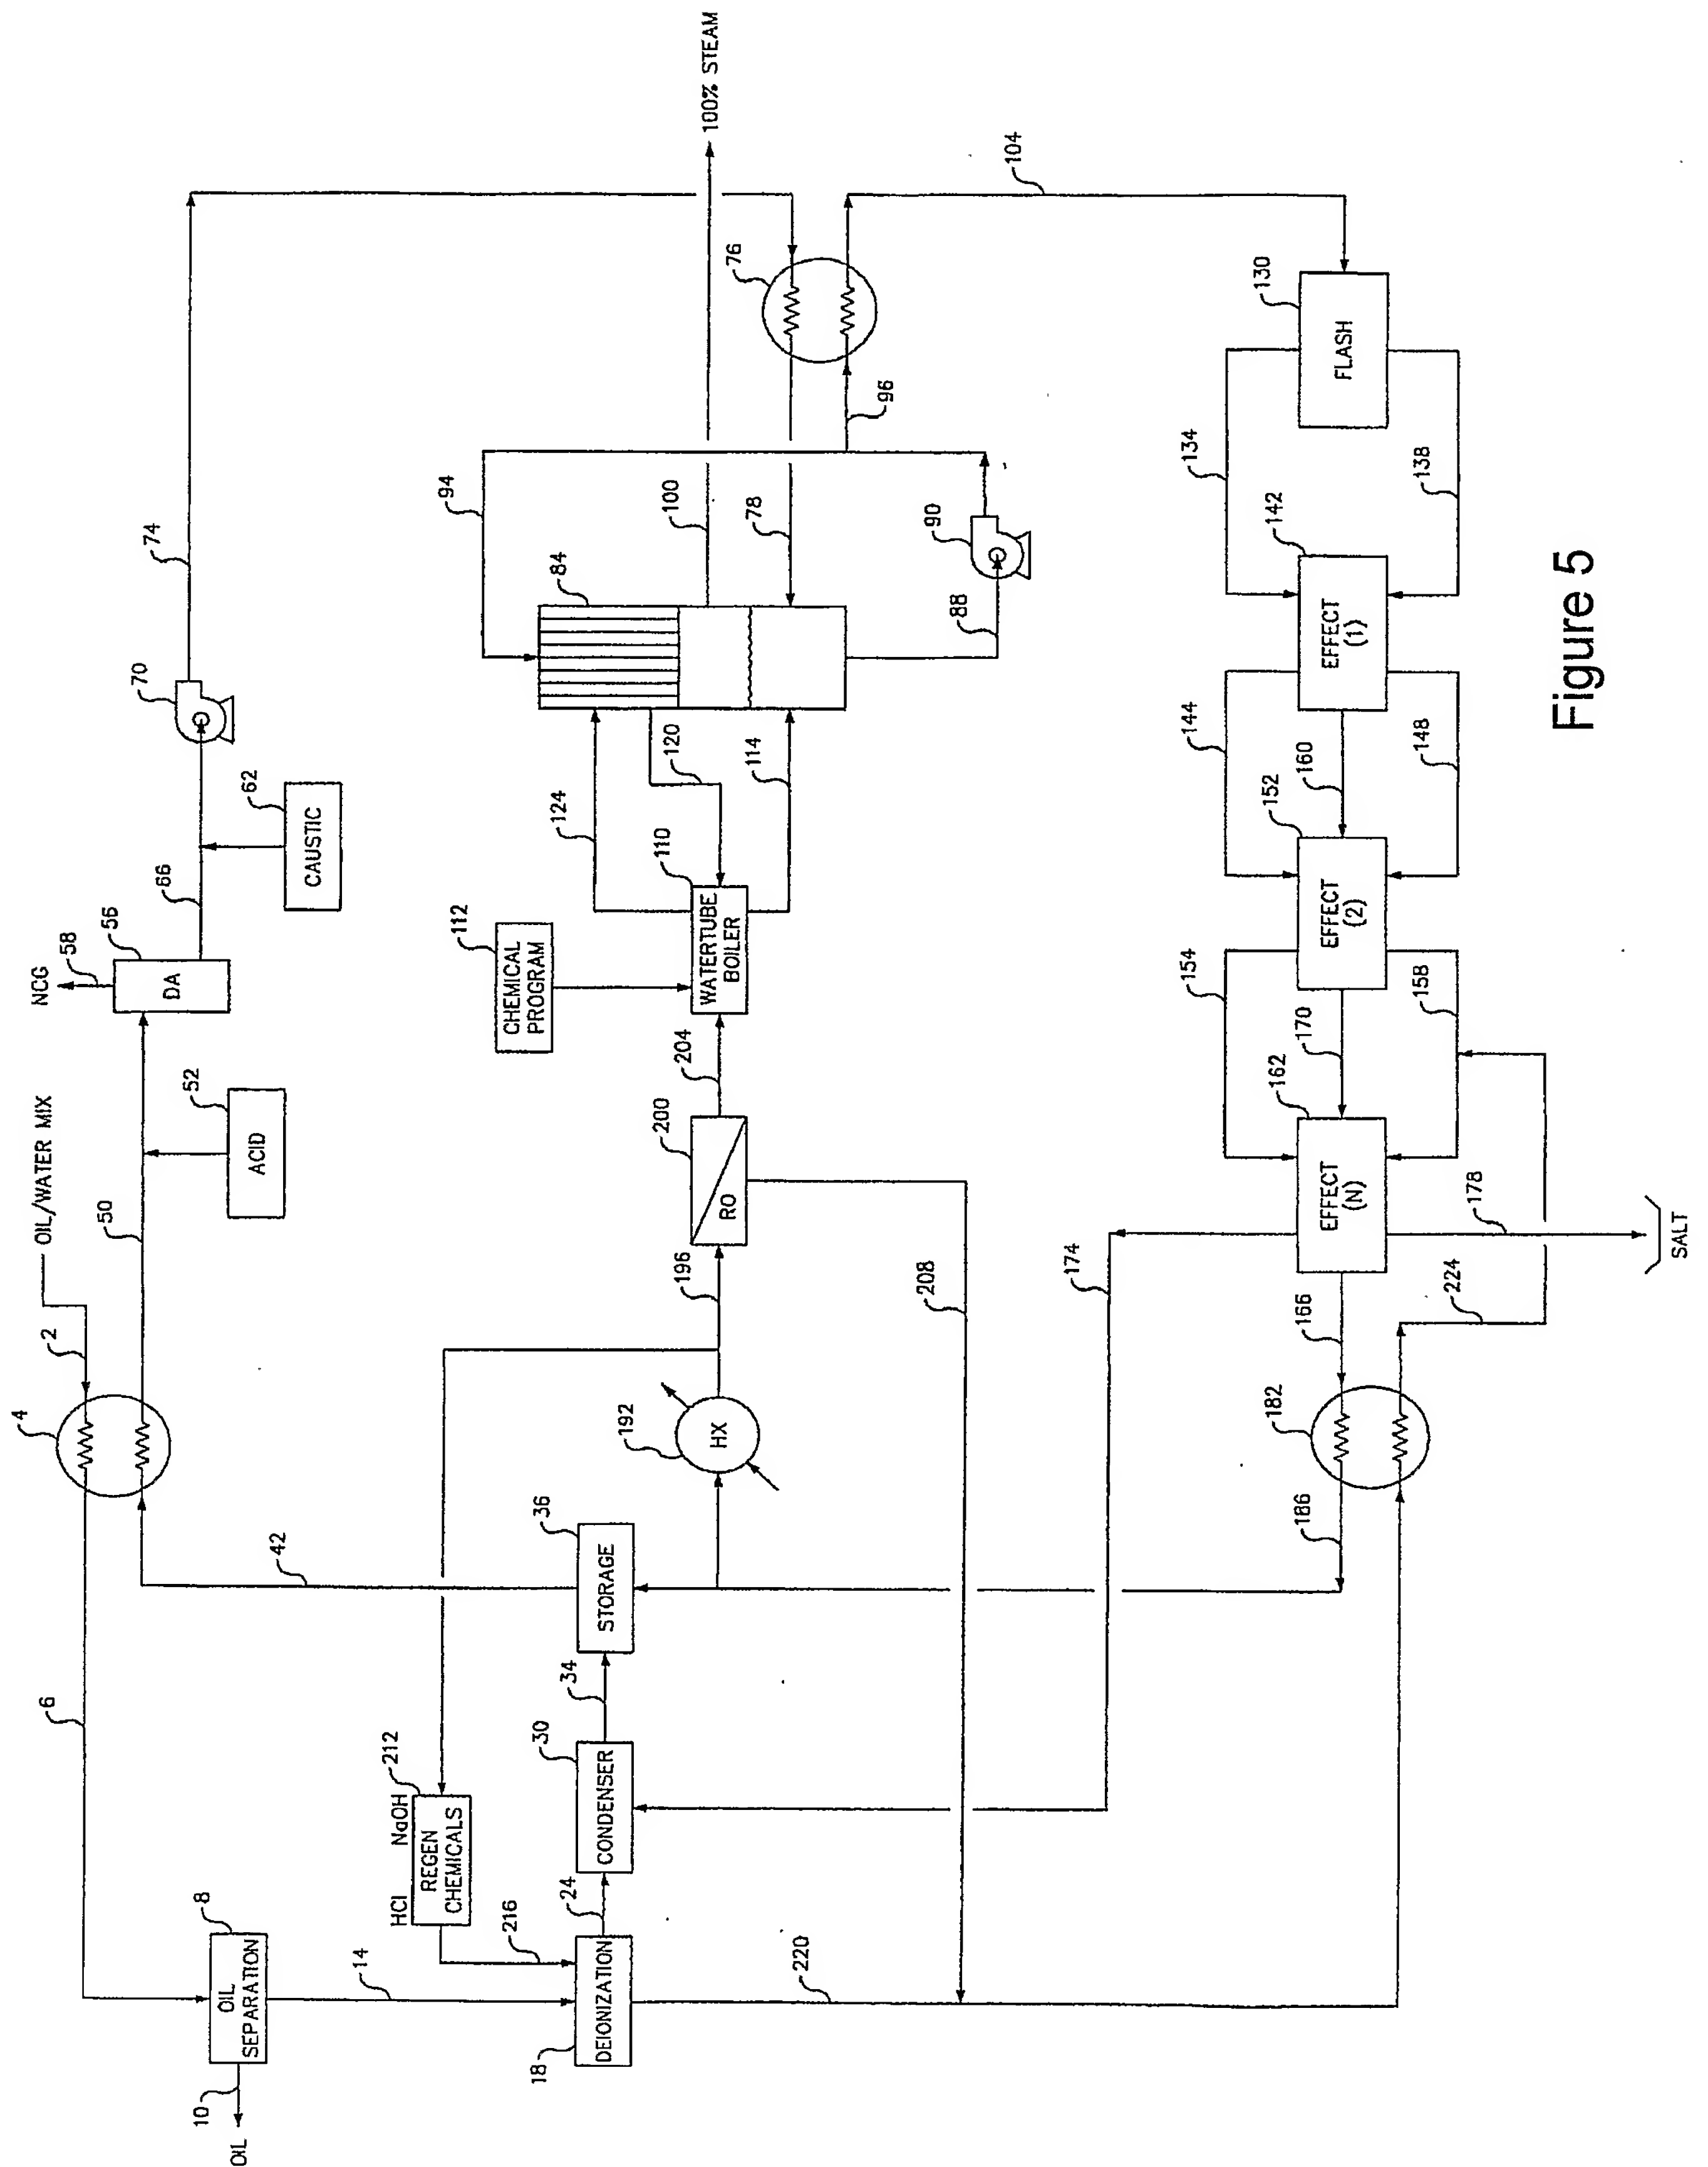 OIL/WATER MIX
2
4
6
OIL
SEPARATION
8
10
OIL
14
DEIONIZATION
18
24
CONDENSER
30
34
STORAGE
36
42
50
ACID
52
DA
56
NCG
58
66
CAUSTIC
62
70
74
76
78
84
88
90
94
96
100
100% STEAM
104
WATERTUBE
BOILER
110
CHEMICAL
PROGRAM
112
114
120
124
FLASH
130
134
138
EFFECT
(1)
142
144
148
160
EFFECT
(2)
152
154
158
170
EFFECT
(N)
162
166
174
178
SALT
182
186
HX
192
196
RO
200
204
208
HCl
NaOH
REGEN
CHEMICALS
212
216
220
224
Figure 5